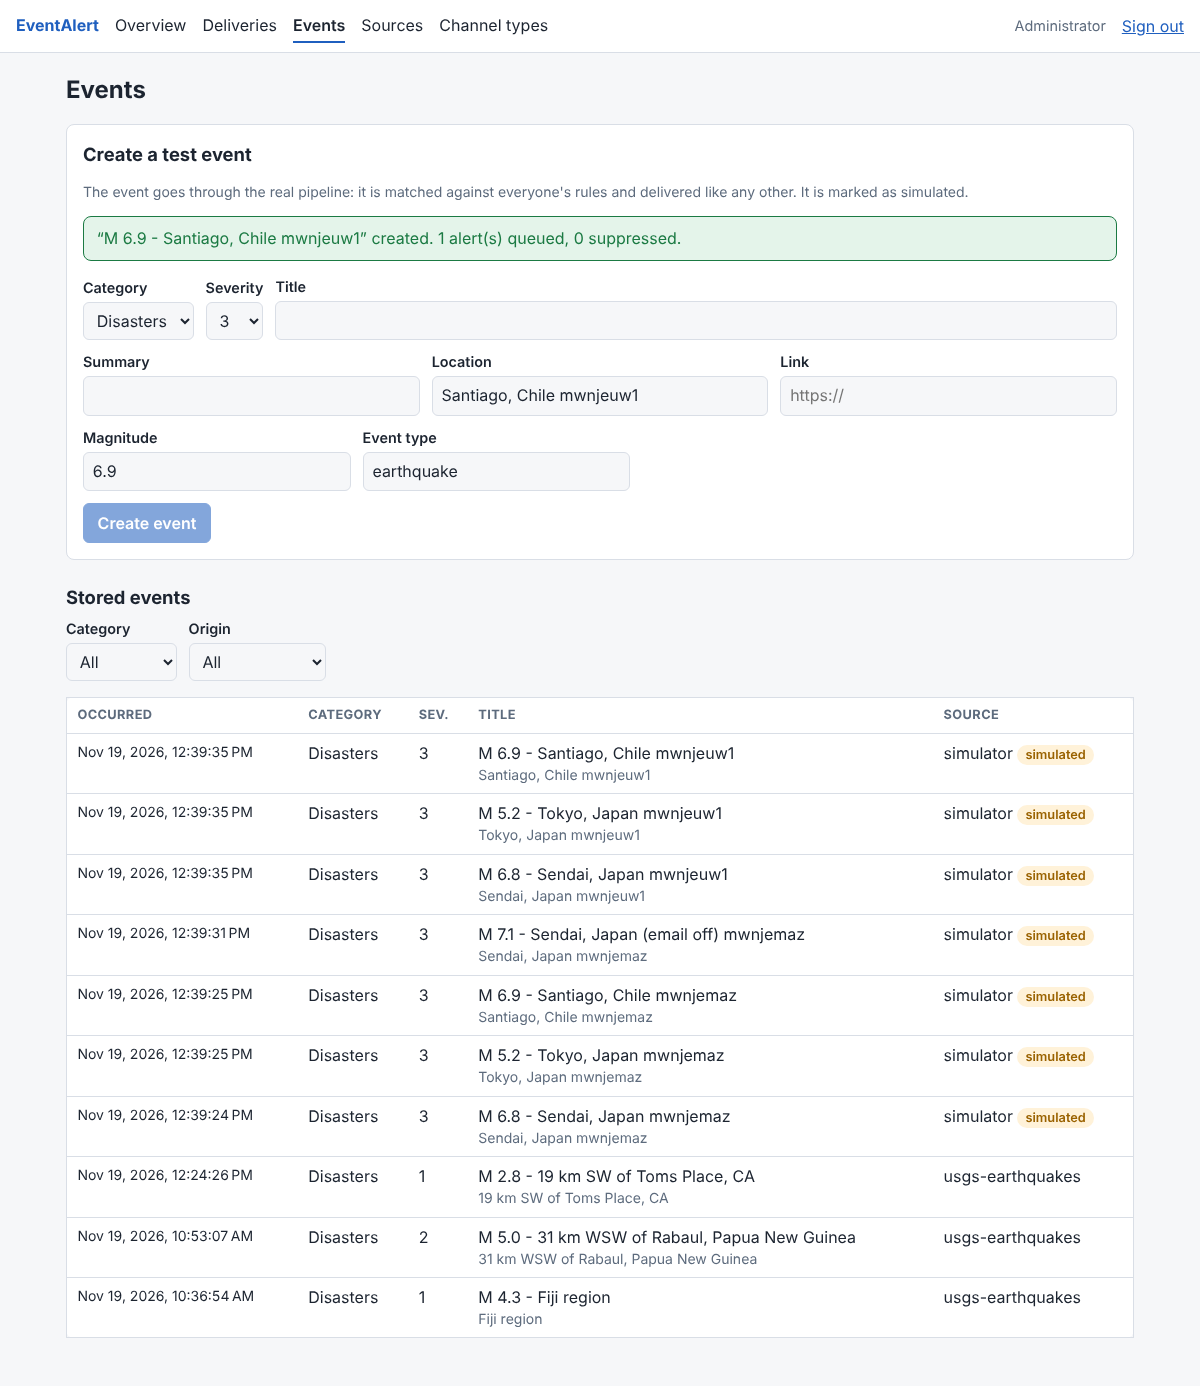 EventAlert Overview Deliveries Events Sources Channel types Administrator Sign out
Events
Create a test event
The event goes through the real pipeline: it is matched against everyone's rules and delivered like any other. It is marked as simulated.
“M 6.9 - Santiago, Chile mwnjeuw1” created. 1 alert(s) queued, 0 suppressed.
Category Severity Title
Disasters 3
Summary Location Link
Santiago, Chile mwnjeuw1 https://
Magnitude Event type
6.9 earthquake
Create event
Stored events
Category Origin
All All
OCCURRED CATEGORY SEV. TITLE SOURCE
Nov 19, 2026, 12:39:35 PM Disasters 3 M 6.9 - Santiago, Chile mwnjeuw1 simulator simulated
Santiago, Chile mwnjeuw1
Nov 19, 2026, 12:39:35 PM Disasters 3 M 5.2 - Tokyo, Japan mwnjeuw1 simulator simulated
Tokyo, Japan mwnjeuw1
Nov 19, 2026, 12:39:35 PM Disasters 3 M 6.8 - Sendai, Japan mwnjeuw1 simulator simulated
Sendai, Japan mwnjeuw1
Nov 19, 2026, 12:39:31 PM Disasters 3 M 7.1 - Sendai, Japan (email off) mwnjemaz simulator simulated
Sendai, Japan mwnjemaz
Nov 19, 2026, 12:39:25 PM Disasters 3 M 6.9 - Santiago, Chile mwnjemaz simulator simulated
Santiago, Chile mwnjemaz
Nov 19, 2026, 12:39:25 PM Disasters 3 M 5.2 - Tokyo, Japan mwnjemaz simulator simulated
Tokyo, Japan mwnjemaz
Nov 19, 2026, 12:39:24 PM Disasters 3 M 6.8 - Sendai, Japan mwnjemaz simulator simulated
Sendai, Japan mwnjemaz
Nov 19, 2026, 12:24:26 PM Disasters 1 M 2.8 - 19 km SW of Toms Place, CA usgs-earthquakes
19 km SW of Toms Place, CA
Nov 19, 2026, 10:53:07 AM Disasters 2 M 5.0 - 31 km WSW of Rabaul, Papua New Guinea usgs-earthquakes
31 km WSW of Rabaul, Papua New Guinea
Nov 19, 2026, 10:36:54 AM Disasters 1 M 4.3 - Fiji region usgs-earthquakes
Fiji region